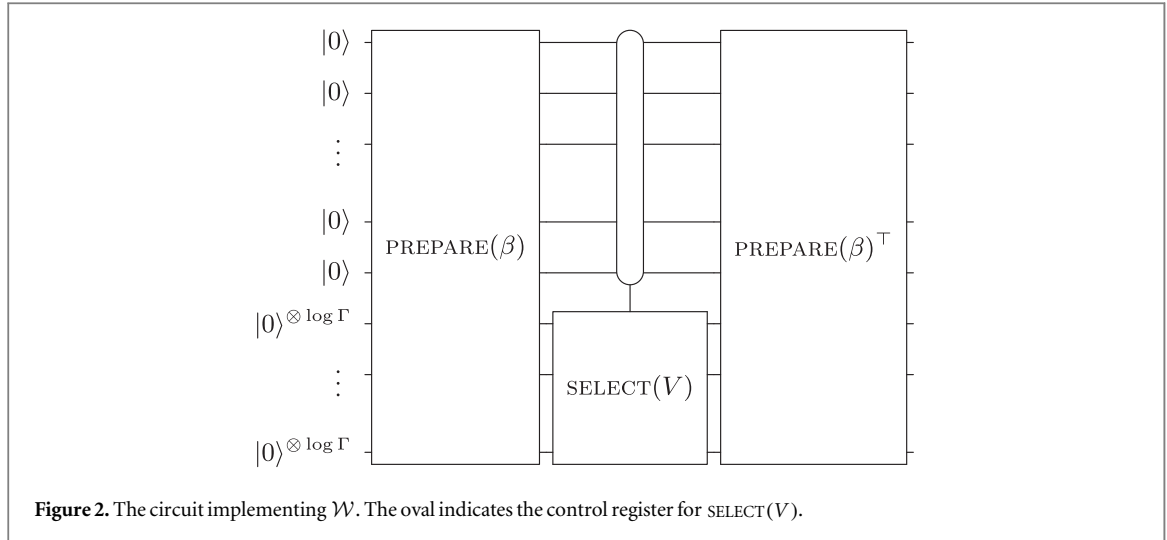 |0⟩
|0⟩
⋮
|0⟩
PREPARE(β) PREPARE(β)⊤
|0⟩
|0⟩⊗ log Γ
⋮
SELECT(V)
|0⟩⊗ log Γ
Figure 2. The circuit implementing 𝒲. The oval indicates the control register for SELECT(V).